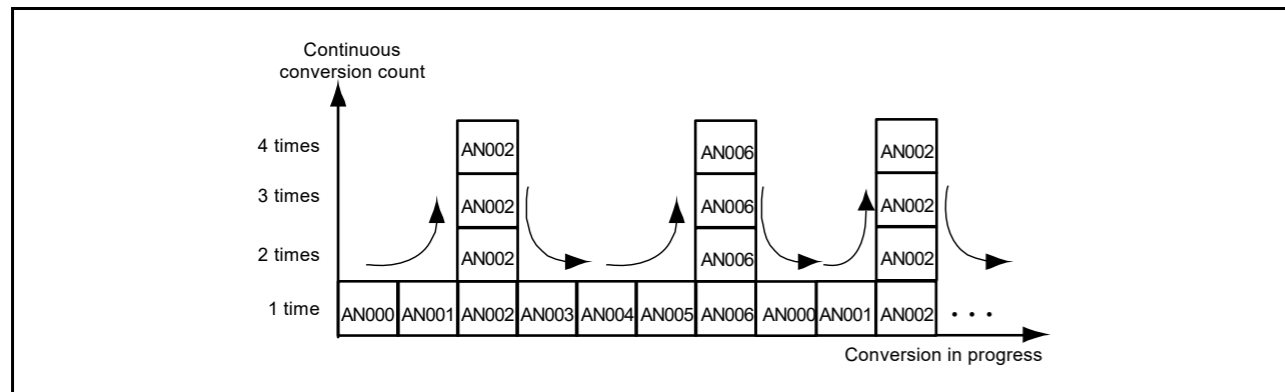 Continuous
conversion count
4 times AN002 AN006 AN002
3 times AN002 AN006 AN002
2 times AN002 AN006 AN002
1 time AN000 AN001 AN002 AN003 AN004 AN005 AN006 AN000 AN001 AN002 • • •
Conversion in progress